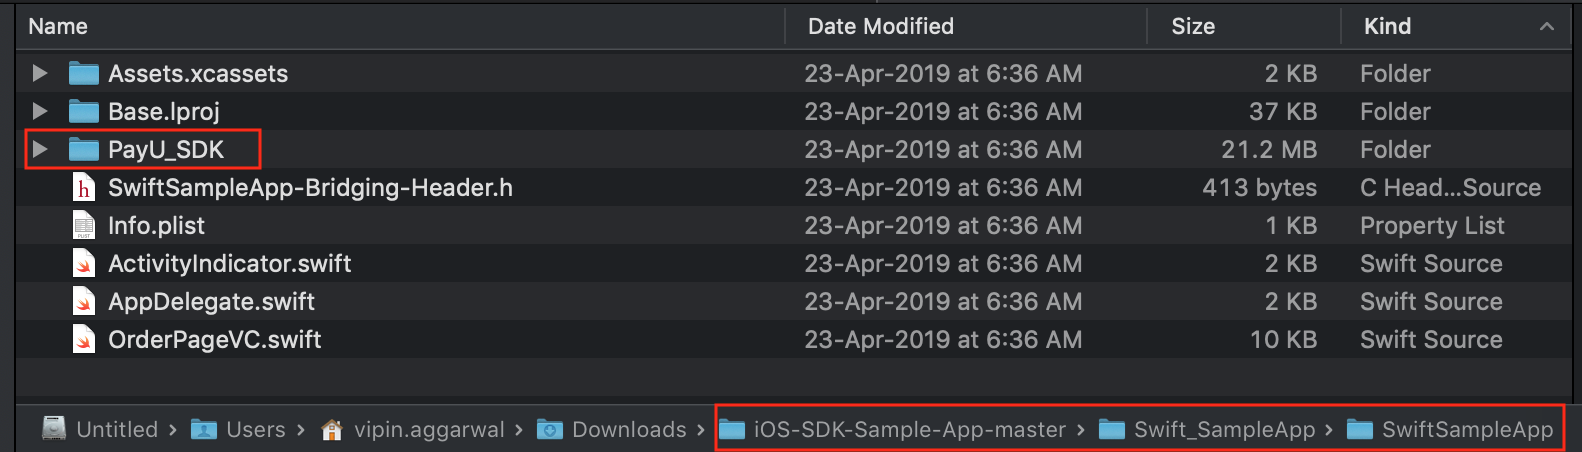 Name Date Modified Size Kind
Assets.xcassets 23-Apr-2019 at 6:36 AM 2 KB Folder
Base.lproj 23-Apr-2019 at 6:36 AM 37 KB Folder
PayU_SDK 23-Apr-2019 at 6:36 AM 21.2 MB Folder
h SwiftSampleApp-Bridging-Header.h 23-Apr-2019 at 6:36 AM 413 bytes C Head...Source
PLIST Info.plist 23-Apr-2019 at 6:36 AM 1 KB Property List
ActivityIndicator.swift 23-Apr-2019 at 6:36 AM 2 KB Swift Source
AppDelegate.swift 23-Apr-2019 at 6:36 AM 2 KB Swift Source
OrderPageVC.swift 23-Apr-2019 at 6:36 AM 10 KB Swift Source
Untitled › Users › vipin.aggarwal › Downloads › iOS-SDK-Sample-App-master › Swift_SampleApp › SwiftSampleApp